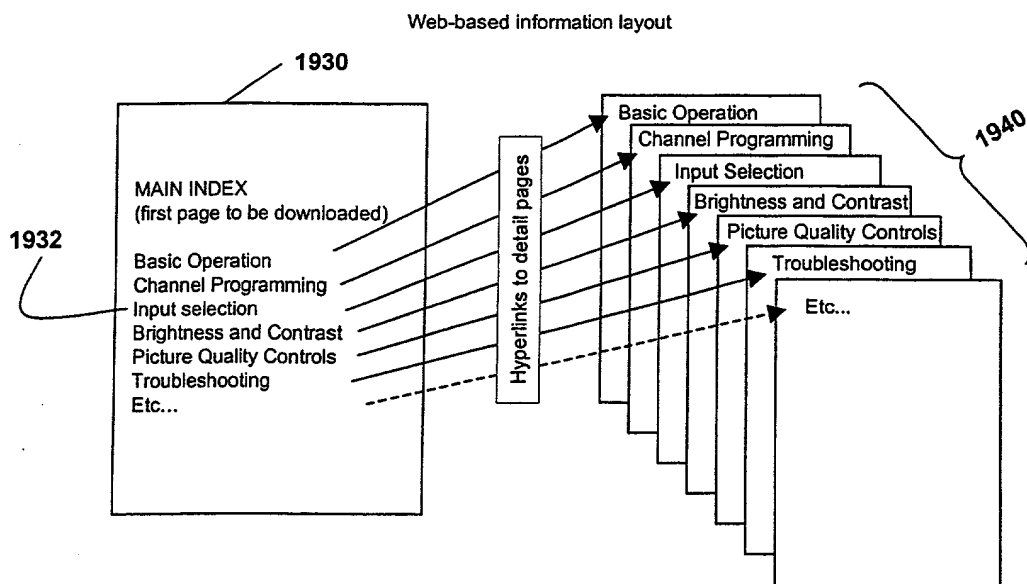 Web-based information layout
1930
1940
1932
MAIN INDEX
(first page to be downloaded)
Basic Operation
Channel Programming
Input selection
Brightness and Contrast
Picture Quality Controls
Troubleshooting
Etc...
Hyperlinks to detail pages
Basic Operation
Channel Programming
Input Selection
Brightness and Contrast
Picture Quality Controls
Troubleshooting
Etc...